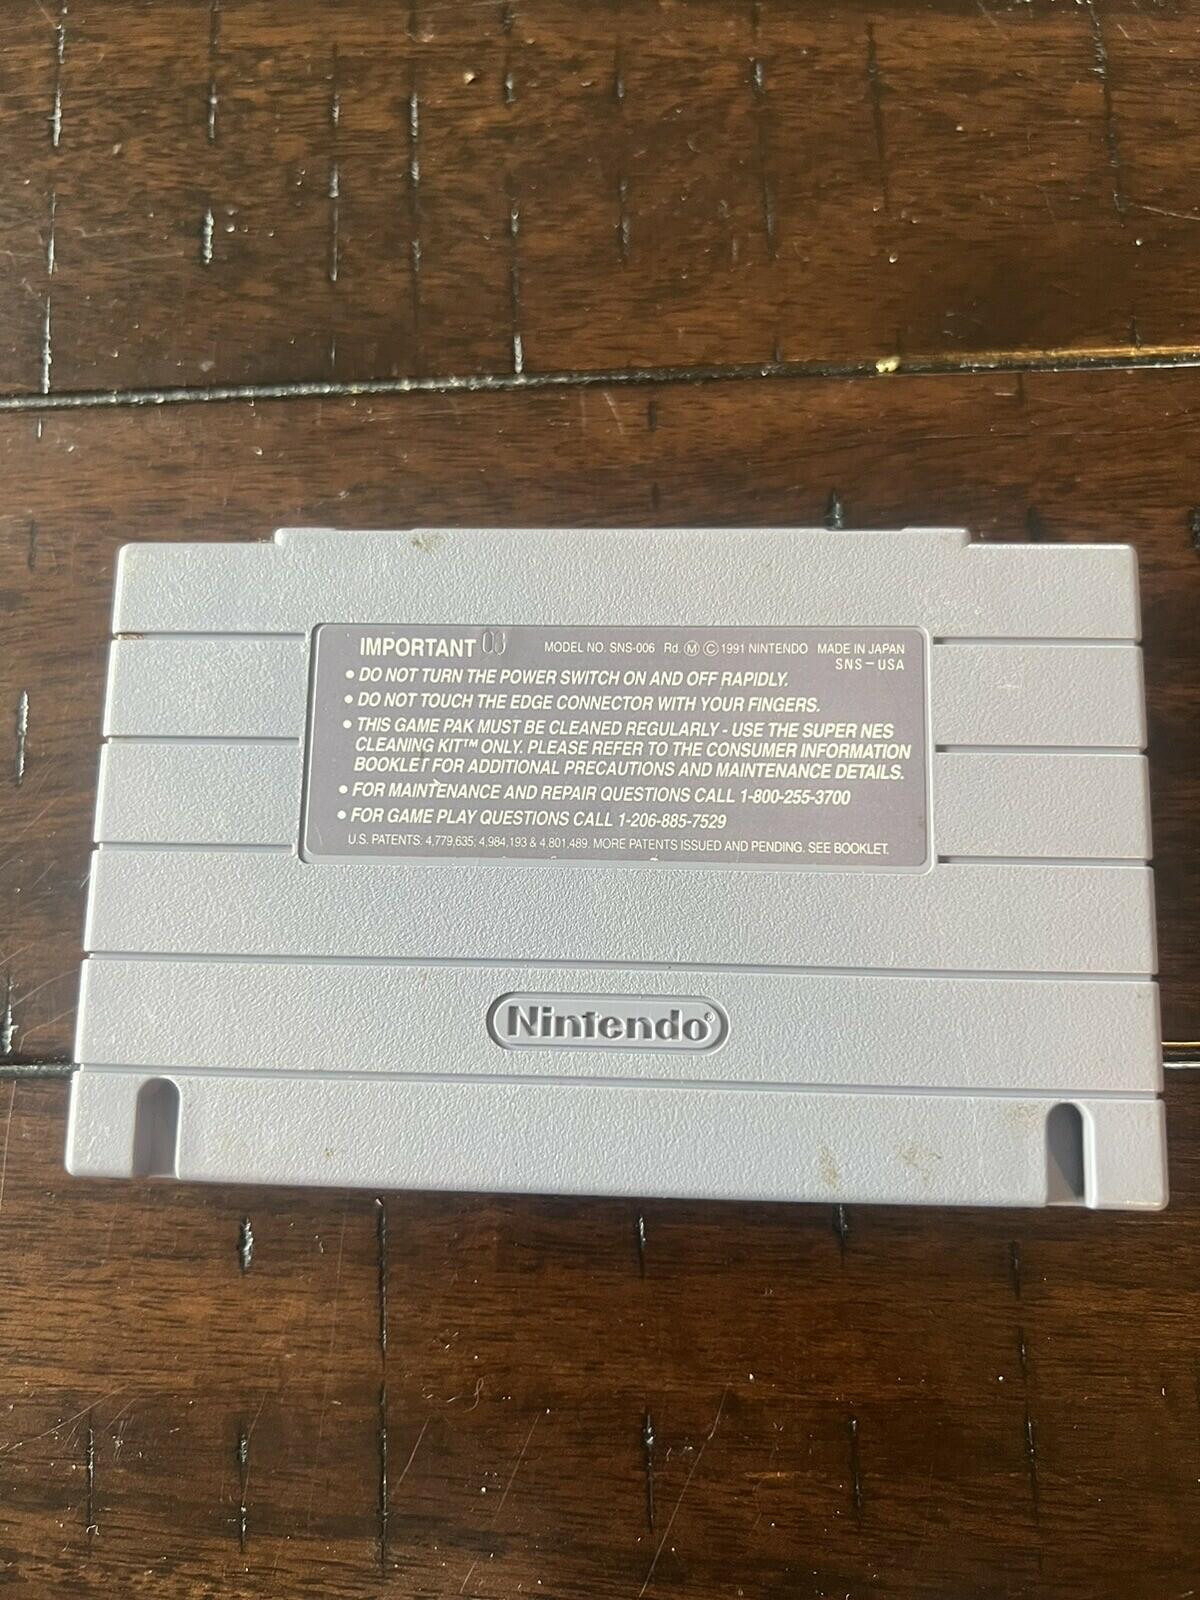 IMPORTANT 03 MODEL NO. SNS-006 Rd. Ⓜ Ⓒ 1991 NINTENDO MADE IN JAPAN
SNS-USA
• DO NOT TURN THE POWER SWITCH ON AND OFF RAPIDLY.
• DO NOT TOUCH THE EDGE CONNECTOR WITH YOUR FINGERS.
• THIS GAME PAK MUST BE CLEANED REGULARLY - USE THE SUPER NES
CLEANING KIT™ ONLY. PLEASE REFER TO THE CONSUMER INFORMATION
BOOKLET FOR ADDITIONAL PRECAUTIONS AND MAINTENANCE DETAILS.
• FOR MAINTENANCE AND REPAIR QUESTIONS CALL 1-800-255-3700
• FOR GAME PLAY QUESTIONS CALL 1-206-885-7529
U.S. PATENTS: 4,779,635; 4,984,193 & 4,801,489. MORE PATENTS ISSUED AND PENDING. SEE BOOKLET.
Nintendo®